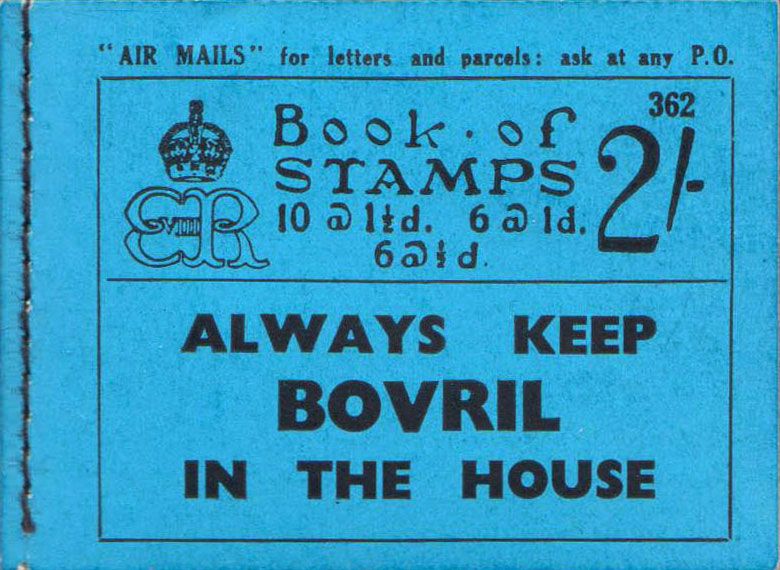 "AIR MAILS" for letters and parcels: ask at any P.O.
362
Book · of
STAMPS
2/-
10 @ 1½d. 6 @ 1d.
6 @ ½d.
EVIIIR
ALWAYS KEEP
BOVRIL
IN THE HOUSE